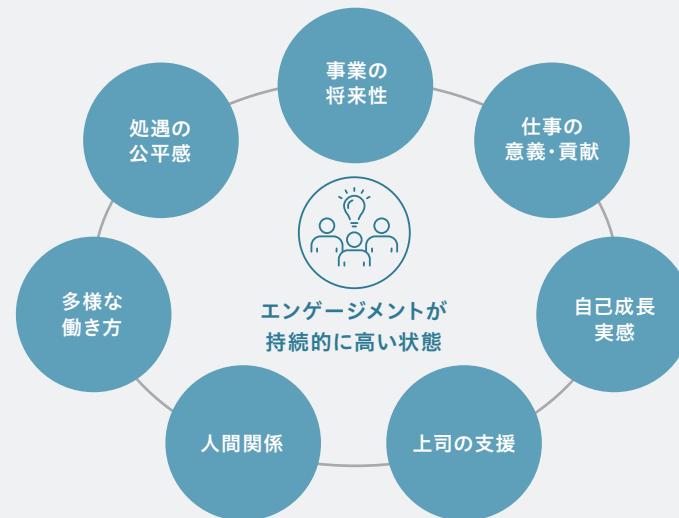 事業の
将来性
仕事の
意義・貢献
自己成長
実感
上司の支援
人間関係
多様な
働き方
処遇の
公平感
エンゲージメントが
持続的に高い状態